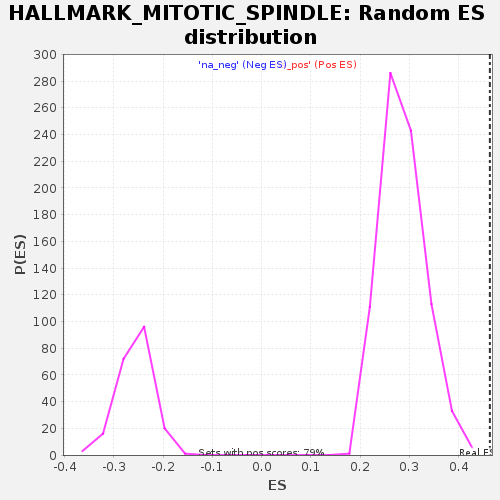 HALLMARK_MITOTIC_SPINDLE: Random ES
distribution
'na_neg' (Neg ES)_pos' (Pos ES)
300
280
260
240
220
200
180
160
140
120
100
80
60
40
20
0
P(ES)
Sets with pos scores: 79%
Real ES
-0.4 -0.3 -0.2 -0.1 0.0 0.1 0.2 0.3 0.4
ES